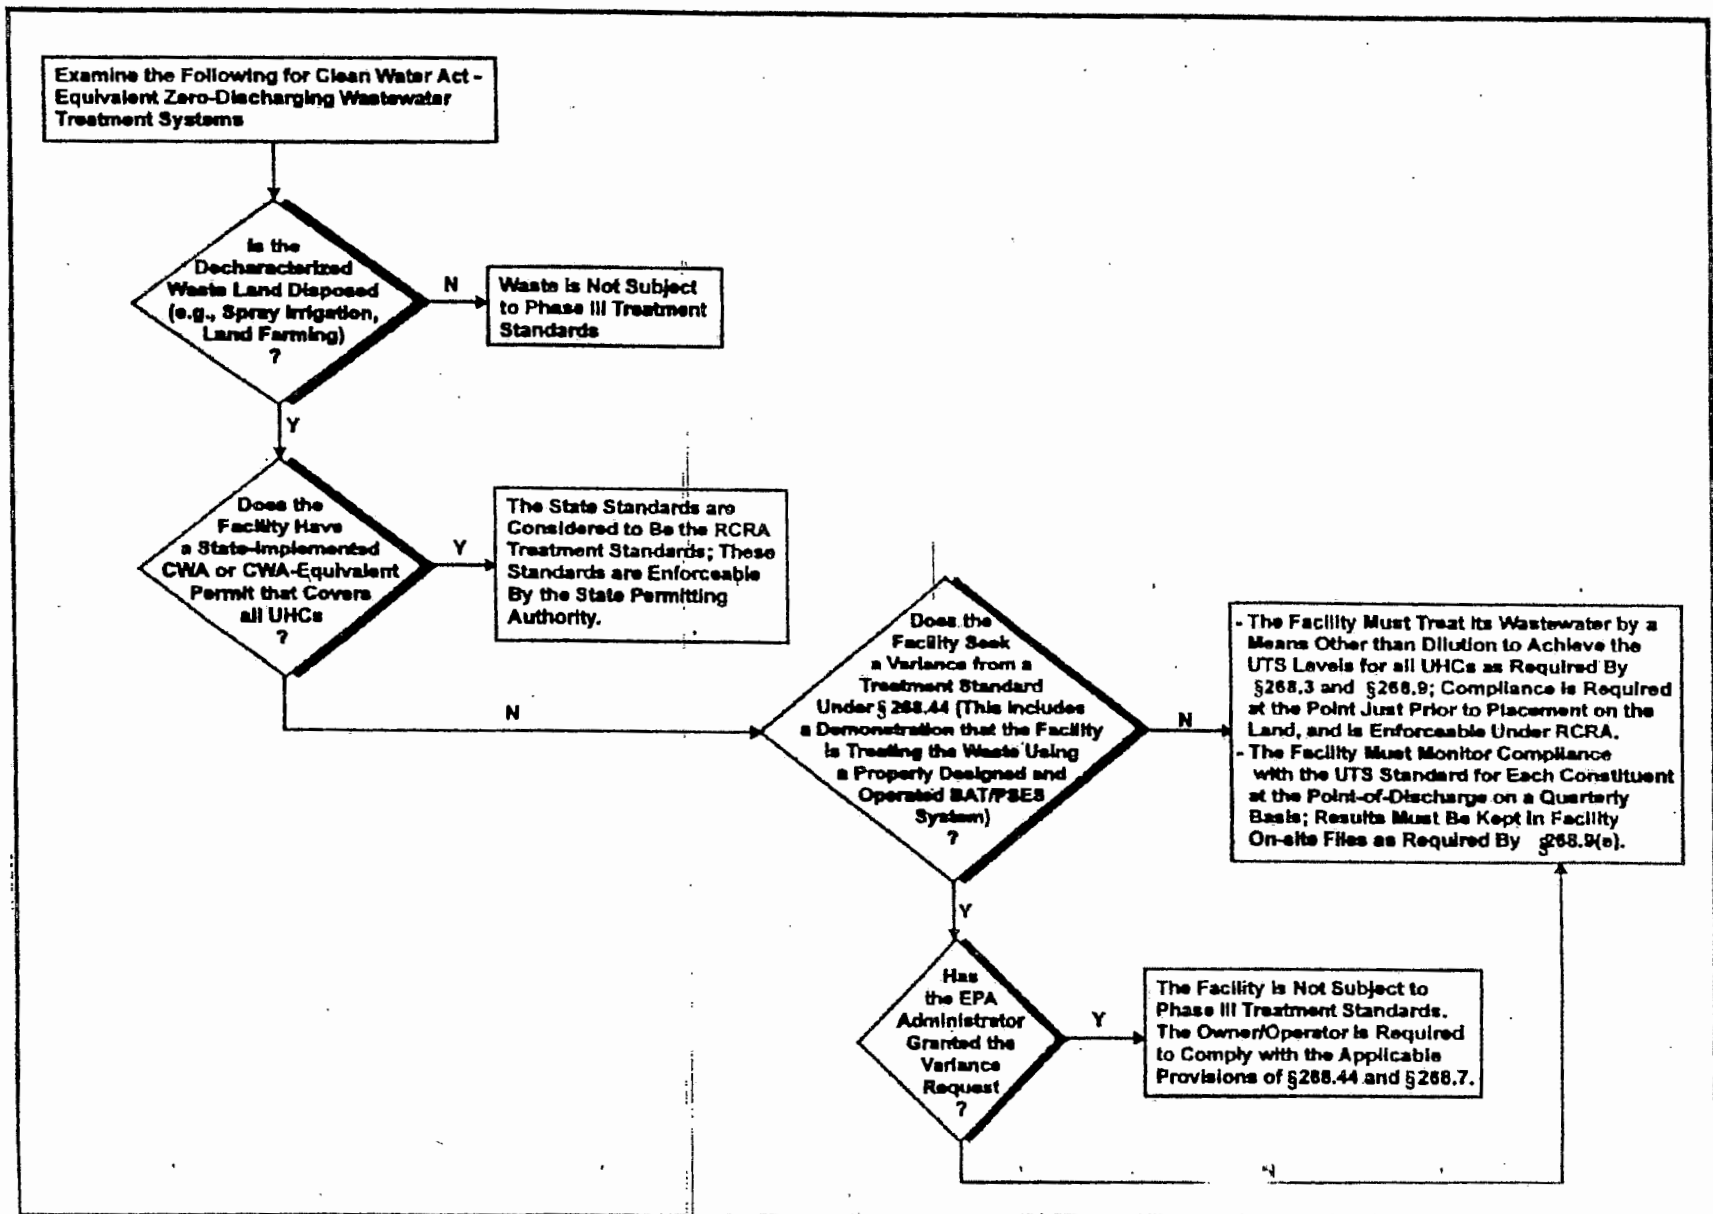 Examine the Following for Clean Water Act -
Equivalent Zero-Discharging Wastewater
Treatment Systems
Is the
Decharacterized
Waste Land Disposed
(e.g., Spray Irrigation,
Land Farming)
?
N
Waste is Not Subject
to Phase III Treatment
Standards
Y
Does the
Facility Have
a State-Implemented
CWA or CWA-Equivalent
Permit that Covers
all UHCs
?
Y
The State Standards are
Considered to Be the RCRA
Treatment Standards; These
Standards are Enforceable
By the State Permitting
Authority.
N
Does the
Facility Seek
a Variance from a
Treatment Standard
Under § 268.44 (This Includes
a Demonstration that the Facility
is Treating the Waste Using
a Properly Designed and
Operated BAT/PSES
System)
?
N
- The Facility Must Treat Its Wastewater by a
Means Other than Dilution to Achieve the
UTS Levels for all UHCs as Required By
§268.3 and §268.9; Compliance is Required
at the Point Just Prior to Placement on the
Land, and is Enforceable Under RCRA.
- The Facility Must Monitor Compliance
with the UTS Standard for Each Constituent
at the Point-of-Discharge on a Quarterly
Basis; Results Must Be Kept in Facility
On-site Files as Required By §268.9(e).
Y
Has
the EPA
Administrator
Granted the
Variance
Request
?
Y
The Facility is Not Subject to
Phase III Treatment Standards.
The Owner/Operator is Required
to Comply with the Applicable
Provisions of §268.44 and §268.7.
N